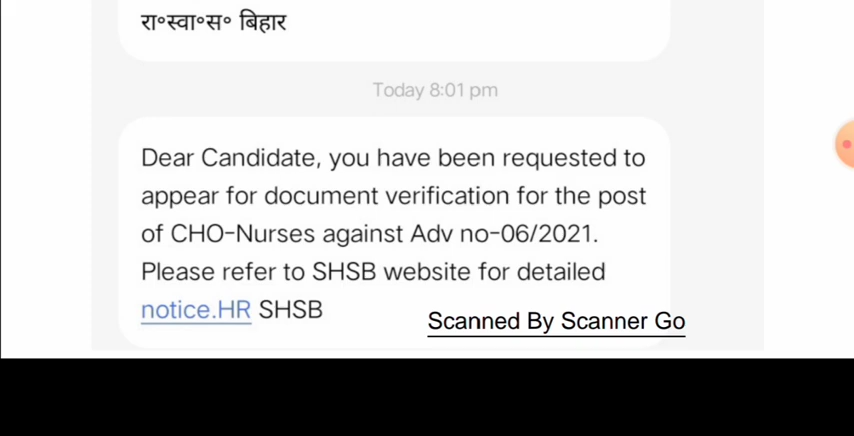 रा॰स्वा॰स॰ बिहार
Today 8:01 pm
Dear Candidate, you have been requested to
appear for document verification for the post
of CHO-Nurses against Adv no-06/2021.
Please refer to SHSB website for detailed
notice.HR SHSB
Scanned By Scanner Go